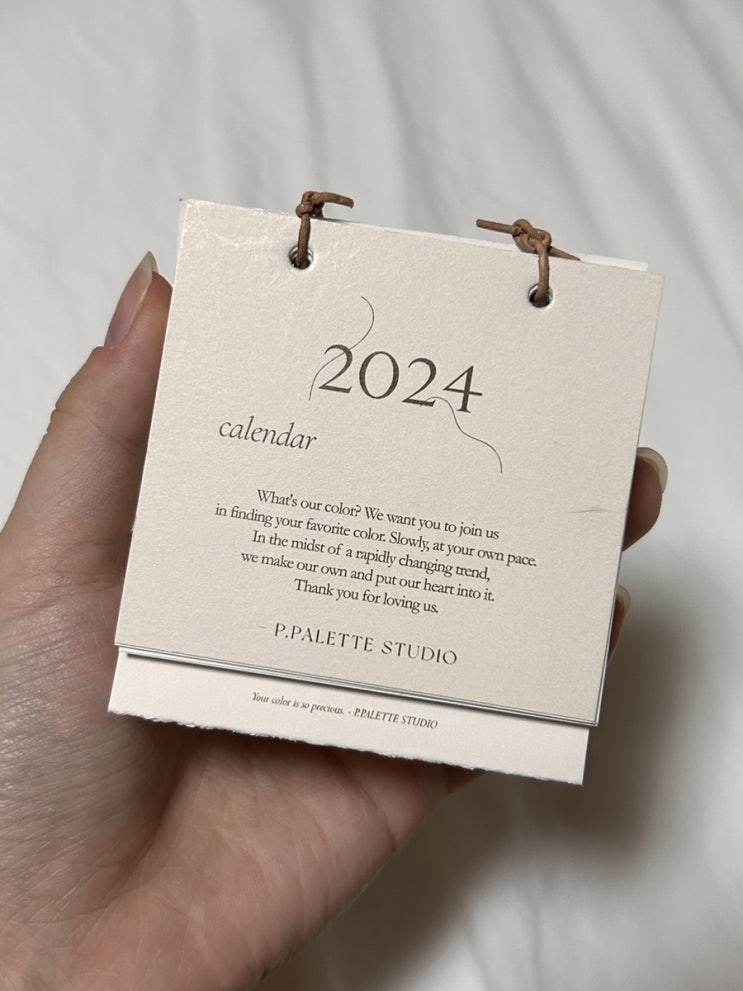 2024
calendar
What's our color? We want you to join us
in finding your favorite color. Slowly, at your own pace.
In the midst of a rapidly changing trend,
we make our own and put our heart into it.
Thank you for loving us.
- P.PALETTE STUDIO
Your color is so precious. - P.PALETTE STUDIO